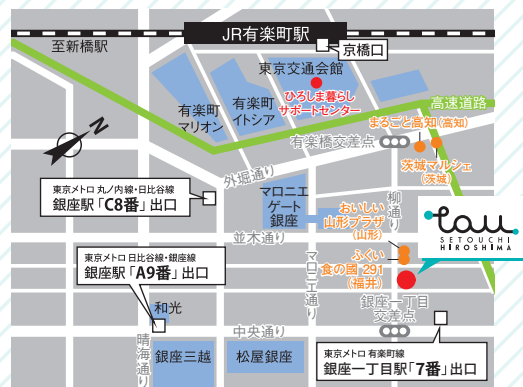 JR有楽町駅
至新橋駅
京橋口
東京交通会館
ひろしま暮らし
サポートセンター
有楽町
マリオン
有楽町
イトシア
高速道路
まるごと高知(高知)
有楽橋交差点
茨城マルシェ
(茨城)
N
外堀通り
東京メトロ 丸ノ内線・日比谷線
銀座駅「C8番」出口
マロニエ
ゲート
銀座
柳通り
おいしい
山形プラザ
(山形)
tau
SETOUCHI
HIROSHIMA
並木通り
東京メトロ 日比谷線・銀座線
銀座駅「A9番」出口
ふくい
食の國 291
(福井)
マロニエ通り
銀座一丁目
交差点
和光
中央通り
晴海通り
銀座三越
松屋銀座
東京メトロ 有楽町線
銀座一丁目駅「7番」出口